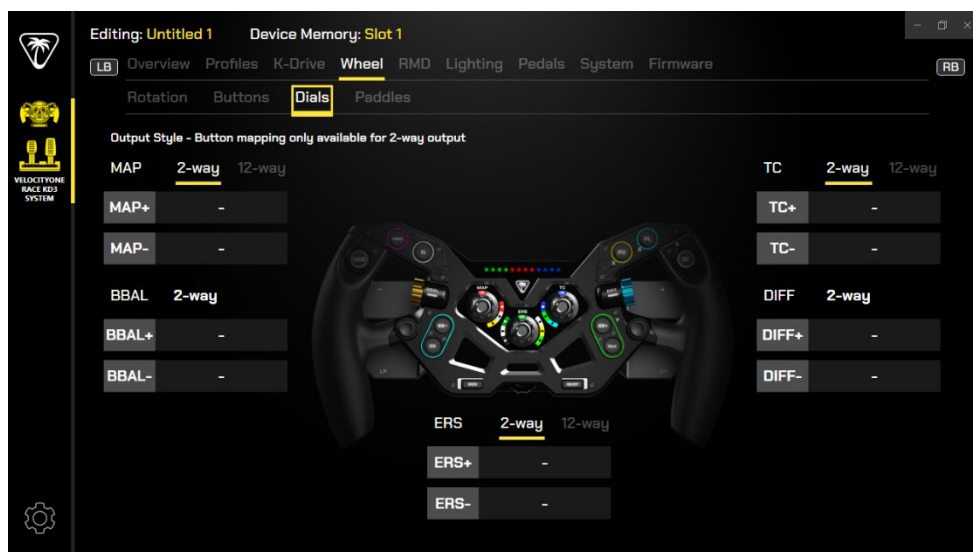 Editing: Untitled 1 Device Memory: Slot 1
LB Overview Profiles K-Drive Wheel RMD Lighting Pedals System Firmware RB
Rotation Buttons Dials Paddles
Output Style - Button mapping only available for 2-way output
VELOCITYONE
RACE KD3
SYSTEM
MAP 2-way 12-way
MAP+ -
MAP- -
BBAL 2-way
BBAL+ -
BBAL- -
TC 2-way 12-way
TC+ -
TC- -
DIFF 2-way
DIFF+ -
DIFF- -
MAP
TC
ERS
ERS 2-way 12-way
ERS+ -
ERS- -